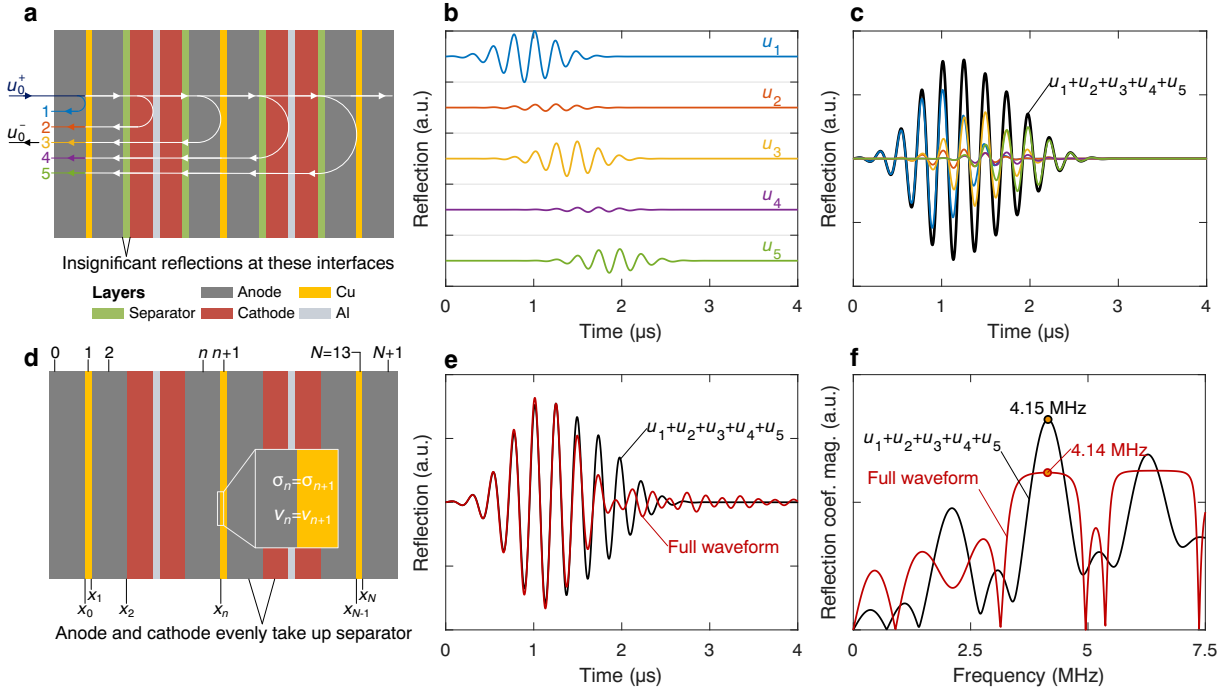 a
u₀⁺
1
2
u₀⁻
3
4
5
Insignificant reflections at these interfaces
Layers
Anode
Cu
Separator
Cathode
Al
b
Reflection (a.u.)
u₁
u₂
u₃
u₄
u₅
0 1 2 3 4
Time (μs)
c
Reflection (a.u.)
u₁+u₂+u₃+u₄+u₅
0 1 2 3 4
Time (μs)
d
0 1 2 n n+1 N=13 N+1
σₙ=σₙ₊₁
vₙ=vₙ₊₁
x₀ x₁ x₂ xₙ x_N-1 x_N
Anode and cathode evenly take up separator
e
Reflection (a.u.)
u₁+u₂+u₃+u₄+u₅
Full waveform
0 1 2 3 4
Time (μs)
f
Reflection coef. mag. (a.u.)
4.15 MHz
u₁+u₂+u₃+u₄+u₅
4.14 MHz
Full waveform
0 2.5 5 7.5
Frequency (MHz)